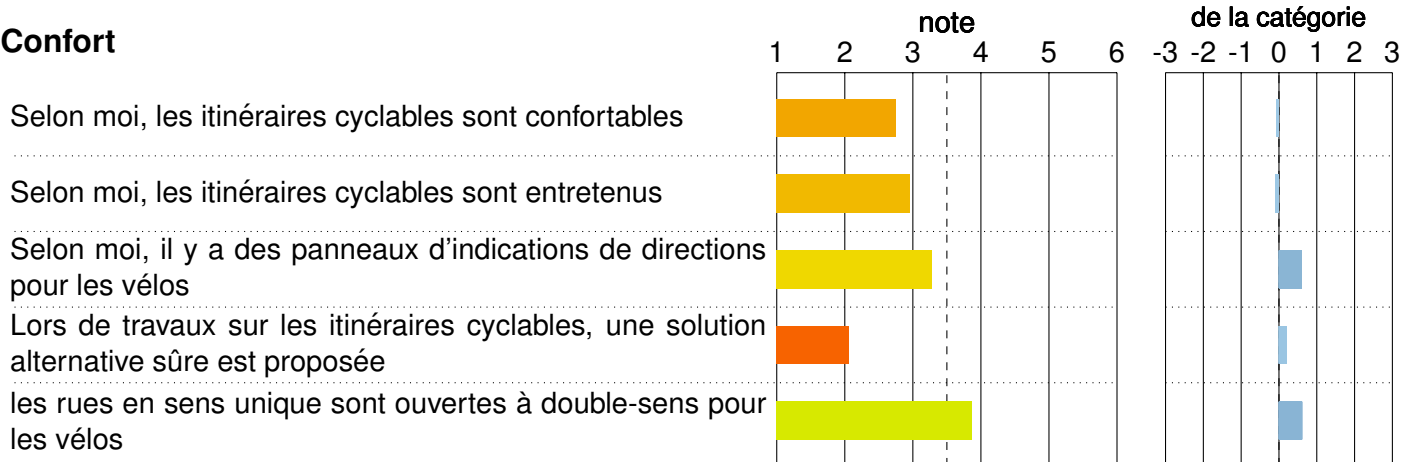 note
de la catégorie
Confort
1 2 3 4 5 6
-3 -2 -1 0 1 2 3
Selon moi, les itinéraires cyclables sont confortables
Selon moi, les itinéraires cyclables sont entretenus
Selon moi, il y a des panneaux d'indications de directions
pour les vélos
Lors de travaux sur les itinéraires cyclables, une solution
alternative sûre est proposée
les rues en sens unique sont ouvertes à double-sens pour
les vélos